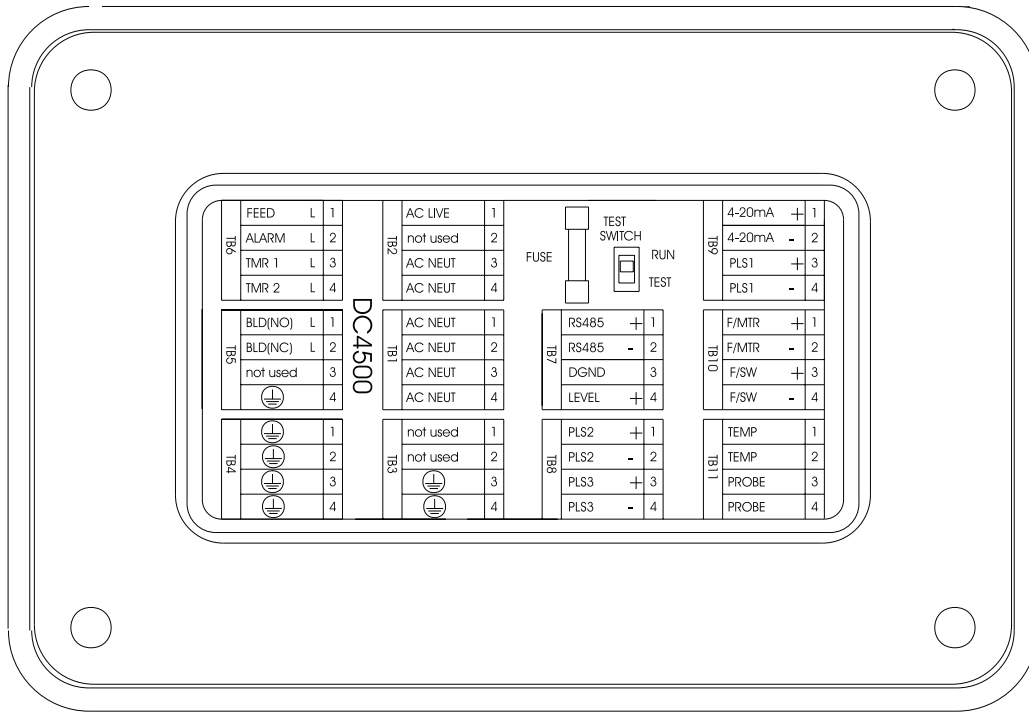 TB6
FEED L 1
ALARM L 2
TMR 1 L 3
TMR 2 L 4
TB2
AC LIVE 1
not used 2
AC NEUT 3
AC NEUT 4
FUSE
TEST
SWITCH
RUN
TEST
TB9
4-20mA + 1
4-20mA - 2
PLS1 + 3
PLS1 - 4
TB5
BLD(NO) L 1
BLD(NC) L 2
not used 3
4
DC4500
TB1
AC NEUT 1
AC NEUT 2
AC NEUT 3
AC NEUT 4
TB7
RS485 + 1
RS485 - 2
DGND 3
LEVEL + 4
TB10
F/MTR + 1
F/MTR - 2
F/SW + 3
F/SW - 4
TB4
1
2
3
4
TB3
not used 1
not used 2
3
4
TB8
PLS2 + 1
PLS2 - 2
PLS3 + 3
PLS3 - 4
TB11
TEMP 1
TEMP 2
PROBE 3
PROBE 4